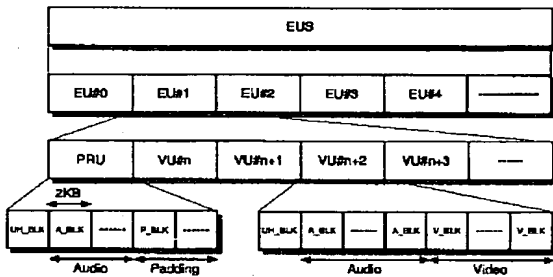 EUS
EU#0 EU#1 EU#2 EU#3 EU#4
PRU VU#n VU#n+1 VU#n+2 VU#n+3
2KB
UH_BLK A_BLK P_BLK UH_BLK A_BLK A_BLK V_BLK V_BLK
Audio Padding Audio Video